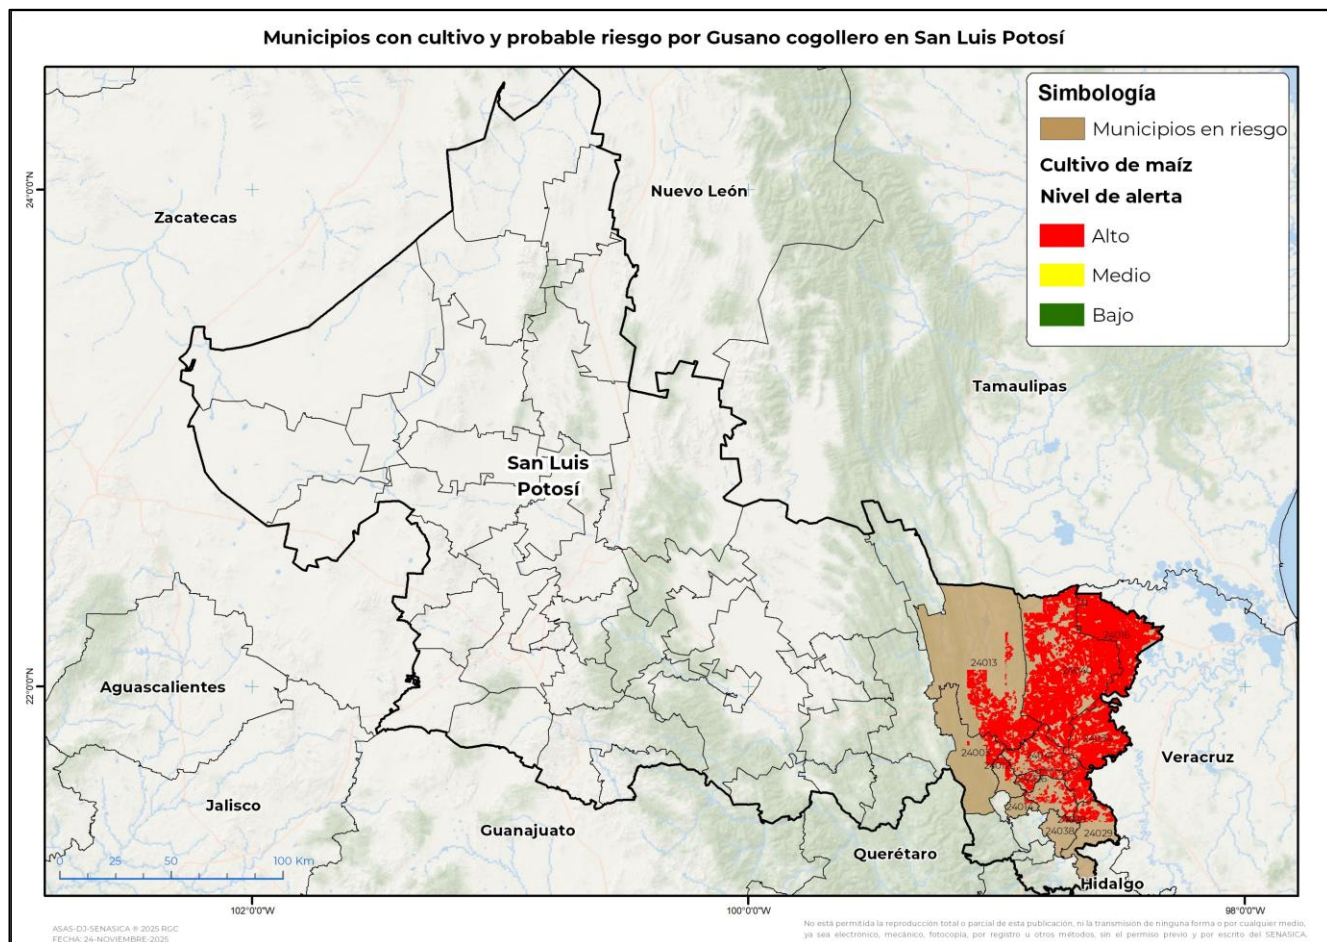 Municipios con cultivo y probable riesgo por Gusano cogollero en San Luis Potosí
Simbología
Municipios en riesgo
Cultivo de maíz
Nivel de alerta
Alto
Medio
Bajo
24°0'0"N
22°0'0"N
Zacatecas
Nuevo León
Tamaulipas
San Luis
Potosí
Aguascalientes
Jalisco
Guanajuato
Querétaro
Hidalgo
Veracruz
24016
24013
24038
24029
0 25 50 100 Km
102°0'0"W
100°0'0"W
98°0'0"W
ASAS-DJ-SENASICA ® 2025 RGC
FECHA: 24-NOVIEMBRE-2025
No está permitida la reproducción total o parcial de esta publicación, ni la transmisión de ninguna forma o por cualquier medio,
ya sea electrónico, mecánico, fotocopia, por registro u otros métodos, sin el permiso previo y por escrito del SENASICA.